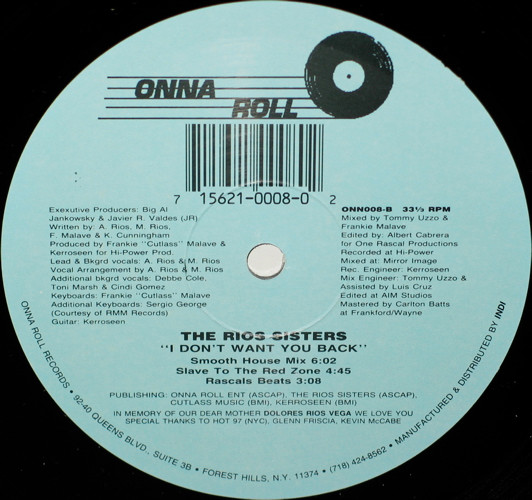 ONNA
ROLL
7 15621-0008-0 2
Exexutive Producers: Big Al
Jankowsky & Javier R. Valdes (JR)
Written by: A. Rios, M. Rios,
F. Malave & K. Cunningham
Produced by Frankie "Cutlass" Malave &
Kerroseen for Hi-Power Prod.
Lead & Bkgrd vocals: A. Rios & M. Rios
Vocal Arrangement by A. Rios & M. Rios
Additional bkgrd vocals: Debbe Cole,
Toni Marsh & Cindi Gomez
Keyboards: Frankie "Cutlass" Malave
Additional Keyboards: Sergio George
(Courtesy of RMM Records)
Guitar: Kerroseen
ONN008-B 33⅓ RPM
Mixed by Tommy Uzzo &
Frankie Malave
Edited by: Albert Cabrera
for One Rascal Productions
Recorded at Hi-Power
Mixed at: Mirror Image
Rec. Engineer: Kerroseen
Mix Engineer: Tommy Uzzo &
Assisted by Luis Cruz
Edited at AIM Studios
Mastered by Carlton Batts
at Frankford/Wayne
THE RIOS SISTERS
"I DON'T WANT YOU BACK"
Smooth House Mix 6:02
Slave To The Red Zone 4:45
Rascals Beats 3:08
PUBLISHING: ONNA ROLL ENT (ASCAP), THE RIOS SISTERS (ASCAP),
CUTLASS MUSIC (BMI), KERROSEEN (BMI)
IN MEMORY OF OUR DEAR MOTHER DOLORES RIOS VEGA WE LOVE YOU
SPECIAL THANKS TO HOT 97 (NYC), GLENN FRISCIA, KEVIN McCABE
ONNA ROLL RECORDS • 92-40 QUEENS BLVD., SUITE 3B • FOREST HILLS, N.Y. 11374 • (718) 424-8562 • MANUFACTURED & DISTRIBUTED BY INDI